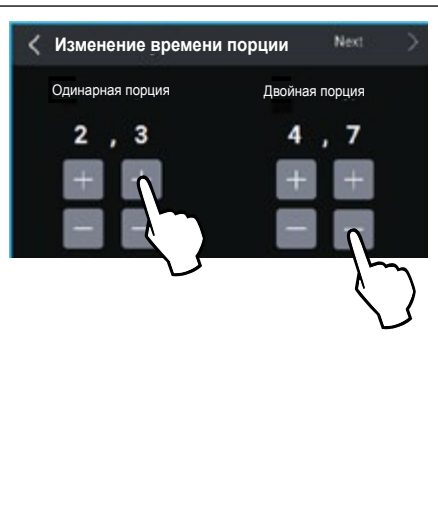 Изменение времени порции Next
Одинарная порция Двойная порция
2 , 3 4 , 7
+ + + +
- - - -